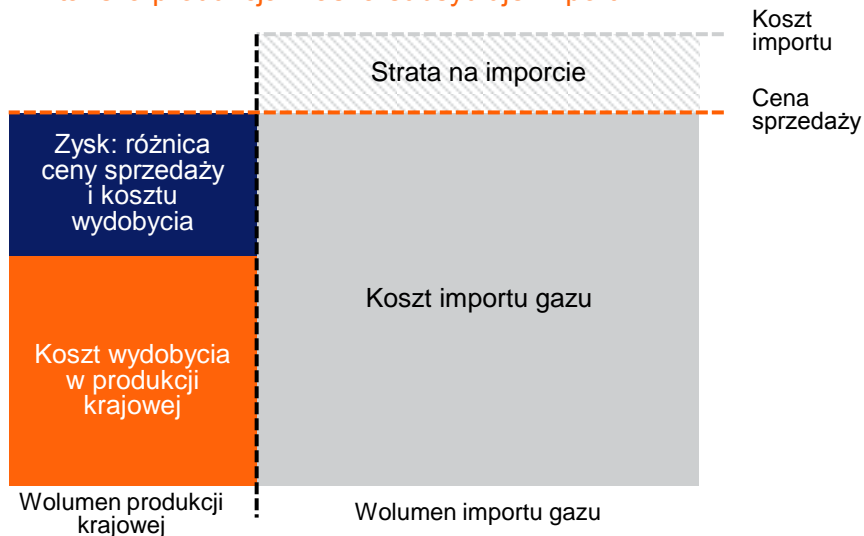 Koszt
importu
Strata na imporcie
Cena
sprzedaży
Zysk: różnica
ceny sprzedaży
i kosztu
wydobycia
Koszt importu gazu
Koszt wydobycia
w produkcji
krajowej
Wolumen produkcji
krajowej
Wolumen importu gazu